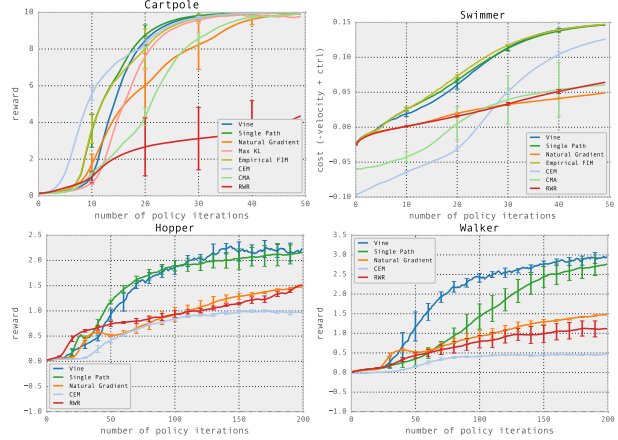 Cartpole
10
8
6
4
2
0
reward
0 10 20 30 40 50
number of policy iterations
Vine
Single Path
Natural Gradient
Max KL
Empirical FIM
CEM
CMA
RWR
Swimmer
0.15
0.10
0.05
0.00
−0.05
−0.10
cost (-velocity + ctrl)
0 10 20 30 40 50
number of policy iterations
Vine
Single Path
Natural Gradient
Empirical FIM
CEM
CMA
RWR
Hopper
2.5
2.0
1.5
1.0
0.5
0.0
−0.5
−1.0
reward
0 50 100 150 200
number of policy iterations
Vine
Single Path
Natural Gradient
CEM
RWR
Walker
3.5
3.0
2.5
2.0
1.5
1.0
0.5
0.0
−0.5
−1.0
reward
0 50 100 150 200
number of policy iterations
Vine
Single Path
Natural Gradient
CEM
RWR